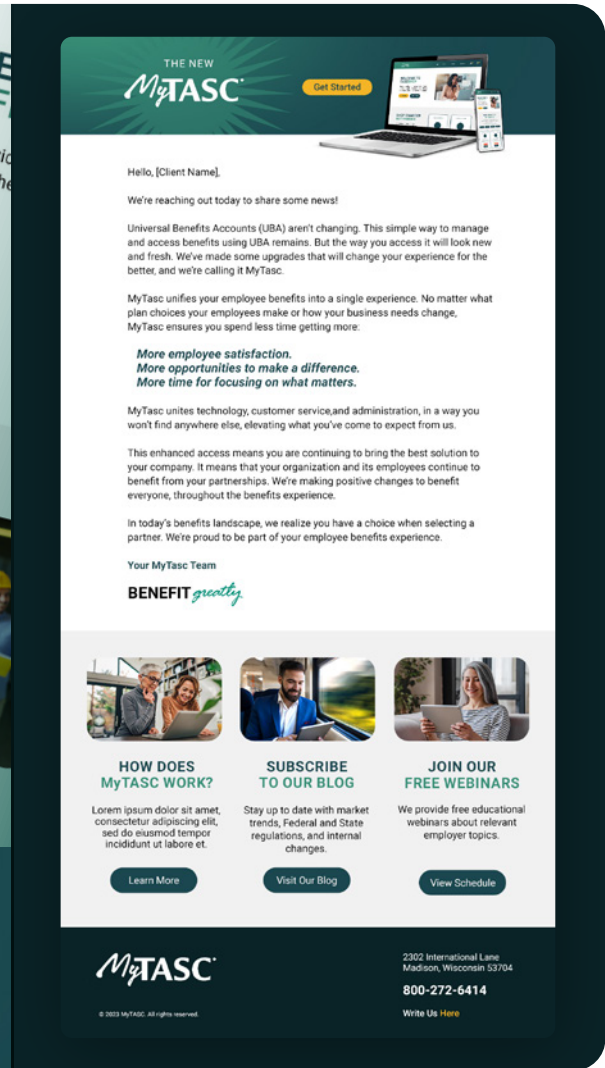 THE NEW
MyTASC
Get Started
Hello, [Client Name],
We're reaching out today to share some news!
Universal Benefits Accounts (UBA) aren't changing. This simple way to manage
and access benefits using UBA remains. But the way you access it will look new
and fresh. We've made some upgrades that will change your experience for the
better, and we're calling it MyTasc.
MyTasc unifies your employee benefits into a single experience. No matter what
plan choices your employees make or how your business needs change,
MyTasc ensures you spend less time getting more:
More employee satisfaction.
More opportunities to make a difference.
More time for focusing on what matters.
MyTasc unites technology, customer service,and administration, in a way you
won't find anywhere else, elevating what you've come to expect from us.
This enhanced access means you are continuing to bring the best solution to
your company. It means that your organization and its employees continue to
benefit from your partnerships. We're making positive changes to benefit
everyone, throughout the benefits experience.
In today's benefits landscape, we realize you have a choice when selecting a
partner. We're proud to be part of your employee benefits experience.
Your MyTasc Team
BENEFIT greatly
HOW DOES
MyTASC WORK?
Lorem ipsum dolor sit amet,
consectetur adipiscing elit,
sed do eiusmod tempor
incididunt ut labore et.
Learn More
SUBSCRIBE
TO OUR BLOG
Stay up to date with market
trends, Federal and State
regulations, and internal
changes.
Visit Our Blog
JOIN OUR
FREE WEBINARS
We provide free educational
webinars about relevant
employer topics.
View Schedule
MyTASC
© 2023 MyTASC. All rights reserved.
2302 International Lane
Madison, Wisconsin 53704
800-272-6414
Write Us Here